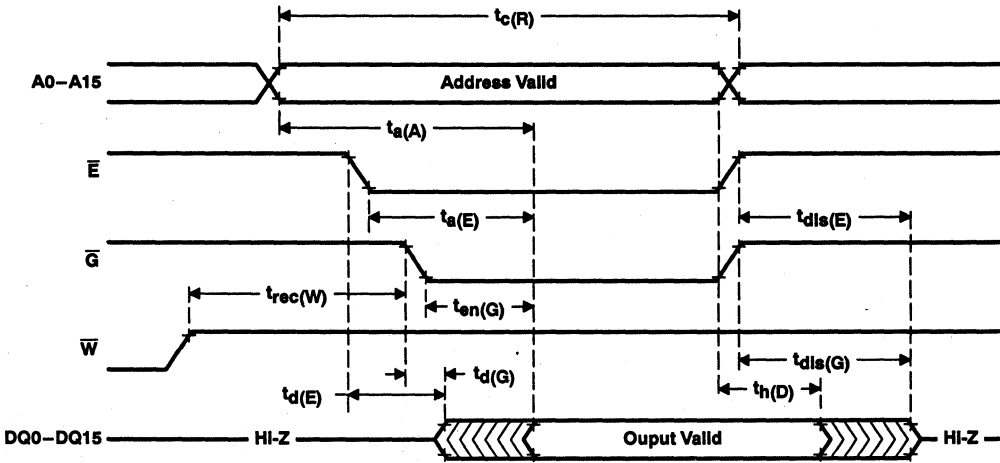 tc(R)
A0–A15 Address Valid
ta(A)
E
ta(E) tdis(E)
G
trec(W) ten(G)
W
tdis(G)
td(E) td(G) th(D)
DQ0–DQ15 HI-Z Ouput Valid HI-Z